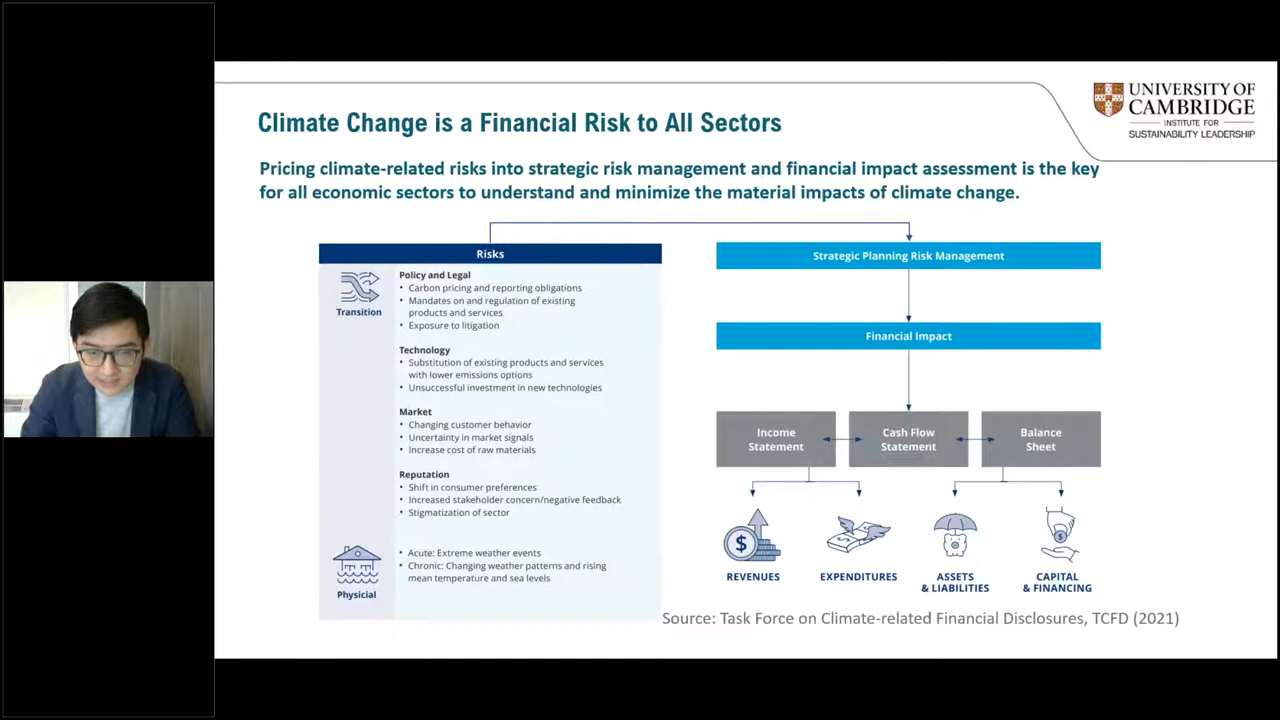 UNIVERSITY OF
CAMBRIDGE
INSTITUTE FOR
SUSTAINABILITY LEADERSHIP
Climate Change is a Financial Risk to All Sectors
Pricing climate-related risks into strategic risk management and financial impact assessment is the key
for all economic sectors to understand and minimize the material impacts of climate change.
Risks
Transition
Policy and Legal
• Carbon pricing and reporting obligations
• Mandates on and regulation of existing
products and services
• Exposure to litigation
Technology
• Substitution of existing products and services
with lower emissions options
• Unsuccessful investment in new technologies
Market
• Changing customer behavior
• Uncertainty in market signals
• Increase cost of raw materials
Reputation
• Shift in consumer preferences
• Increased stakeholder concern/negative feedback
• Stigmatization of sector
Physicial
• Acute: Extreme weather events
• Chronic: Changing weather patterns and rising
mean temperature and sea levels
Strategic Planning Risk Management
Financial Impact
Income
Statement
Cash Flow
Statement
Balance
Sheet
REVENUES
EXPENDITURES
ASSETS
& LIABILITIES
CAPITAL
& FINANCING
Source: Task Force on Climate-related Financial Disclosures, TCFD (2021)